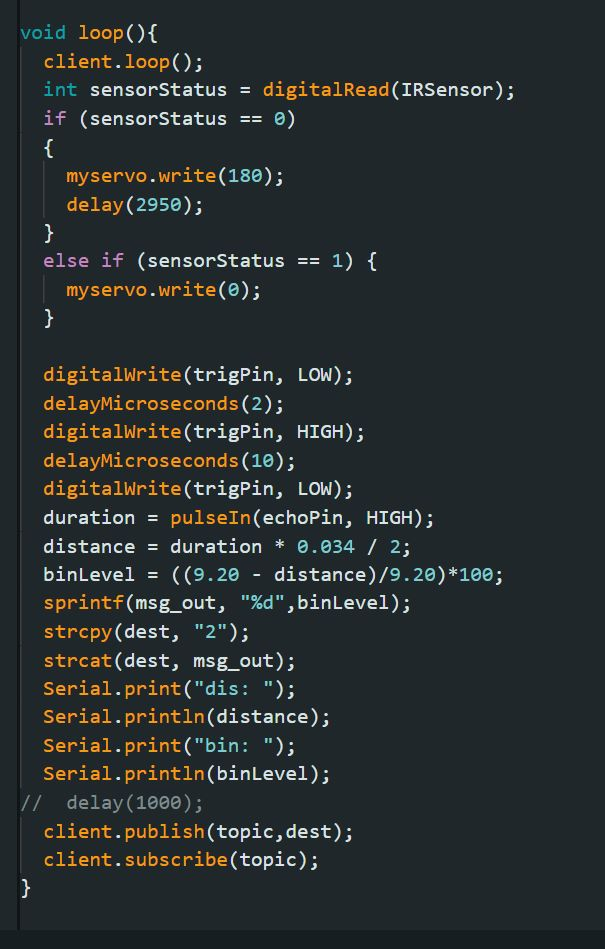 void loop(){
  client.loop();
  int sensorStatus = digitalRead(IRSensor);
  if (sensorStatus == 0)
  {
    myservo.write(180);
    delay(2950);
  }
  else if (sensorStatus == 1) {
    myservo.write(0);
  }

  digitalWrite(trigPin, LOW);
  delayMicroseconds(2);
  digitalWrite(trigPin, HIGH);
  delayMicroseconds(10);
  digitalWrite(trigPin, LOW);
  duration = pulseIn(echoPin, HIGH);
  distance = duration * 0.034 / 2;
  binLevel = ((9.20 - distance)/9.20)*100;
  sprintf(msg_out, "%d",binLevel);
  strcpy(dest, "2");
  strcat(dest, msg_out);
  Serial.print("dis: ");
  Serial.println(distance);
  Serial.print("bin: ");
  Serial.println(binLevel);
//  delay(1000);
  client.publish(topic,dest);
  client.subscribe(topic);
}